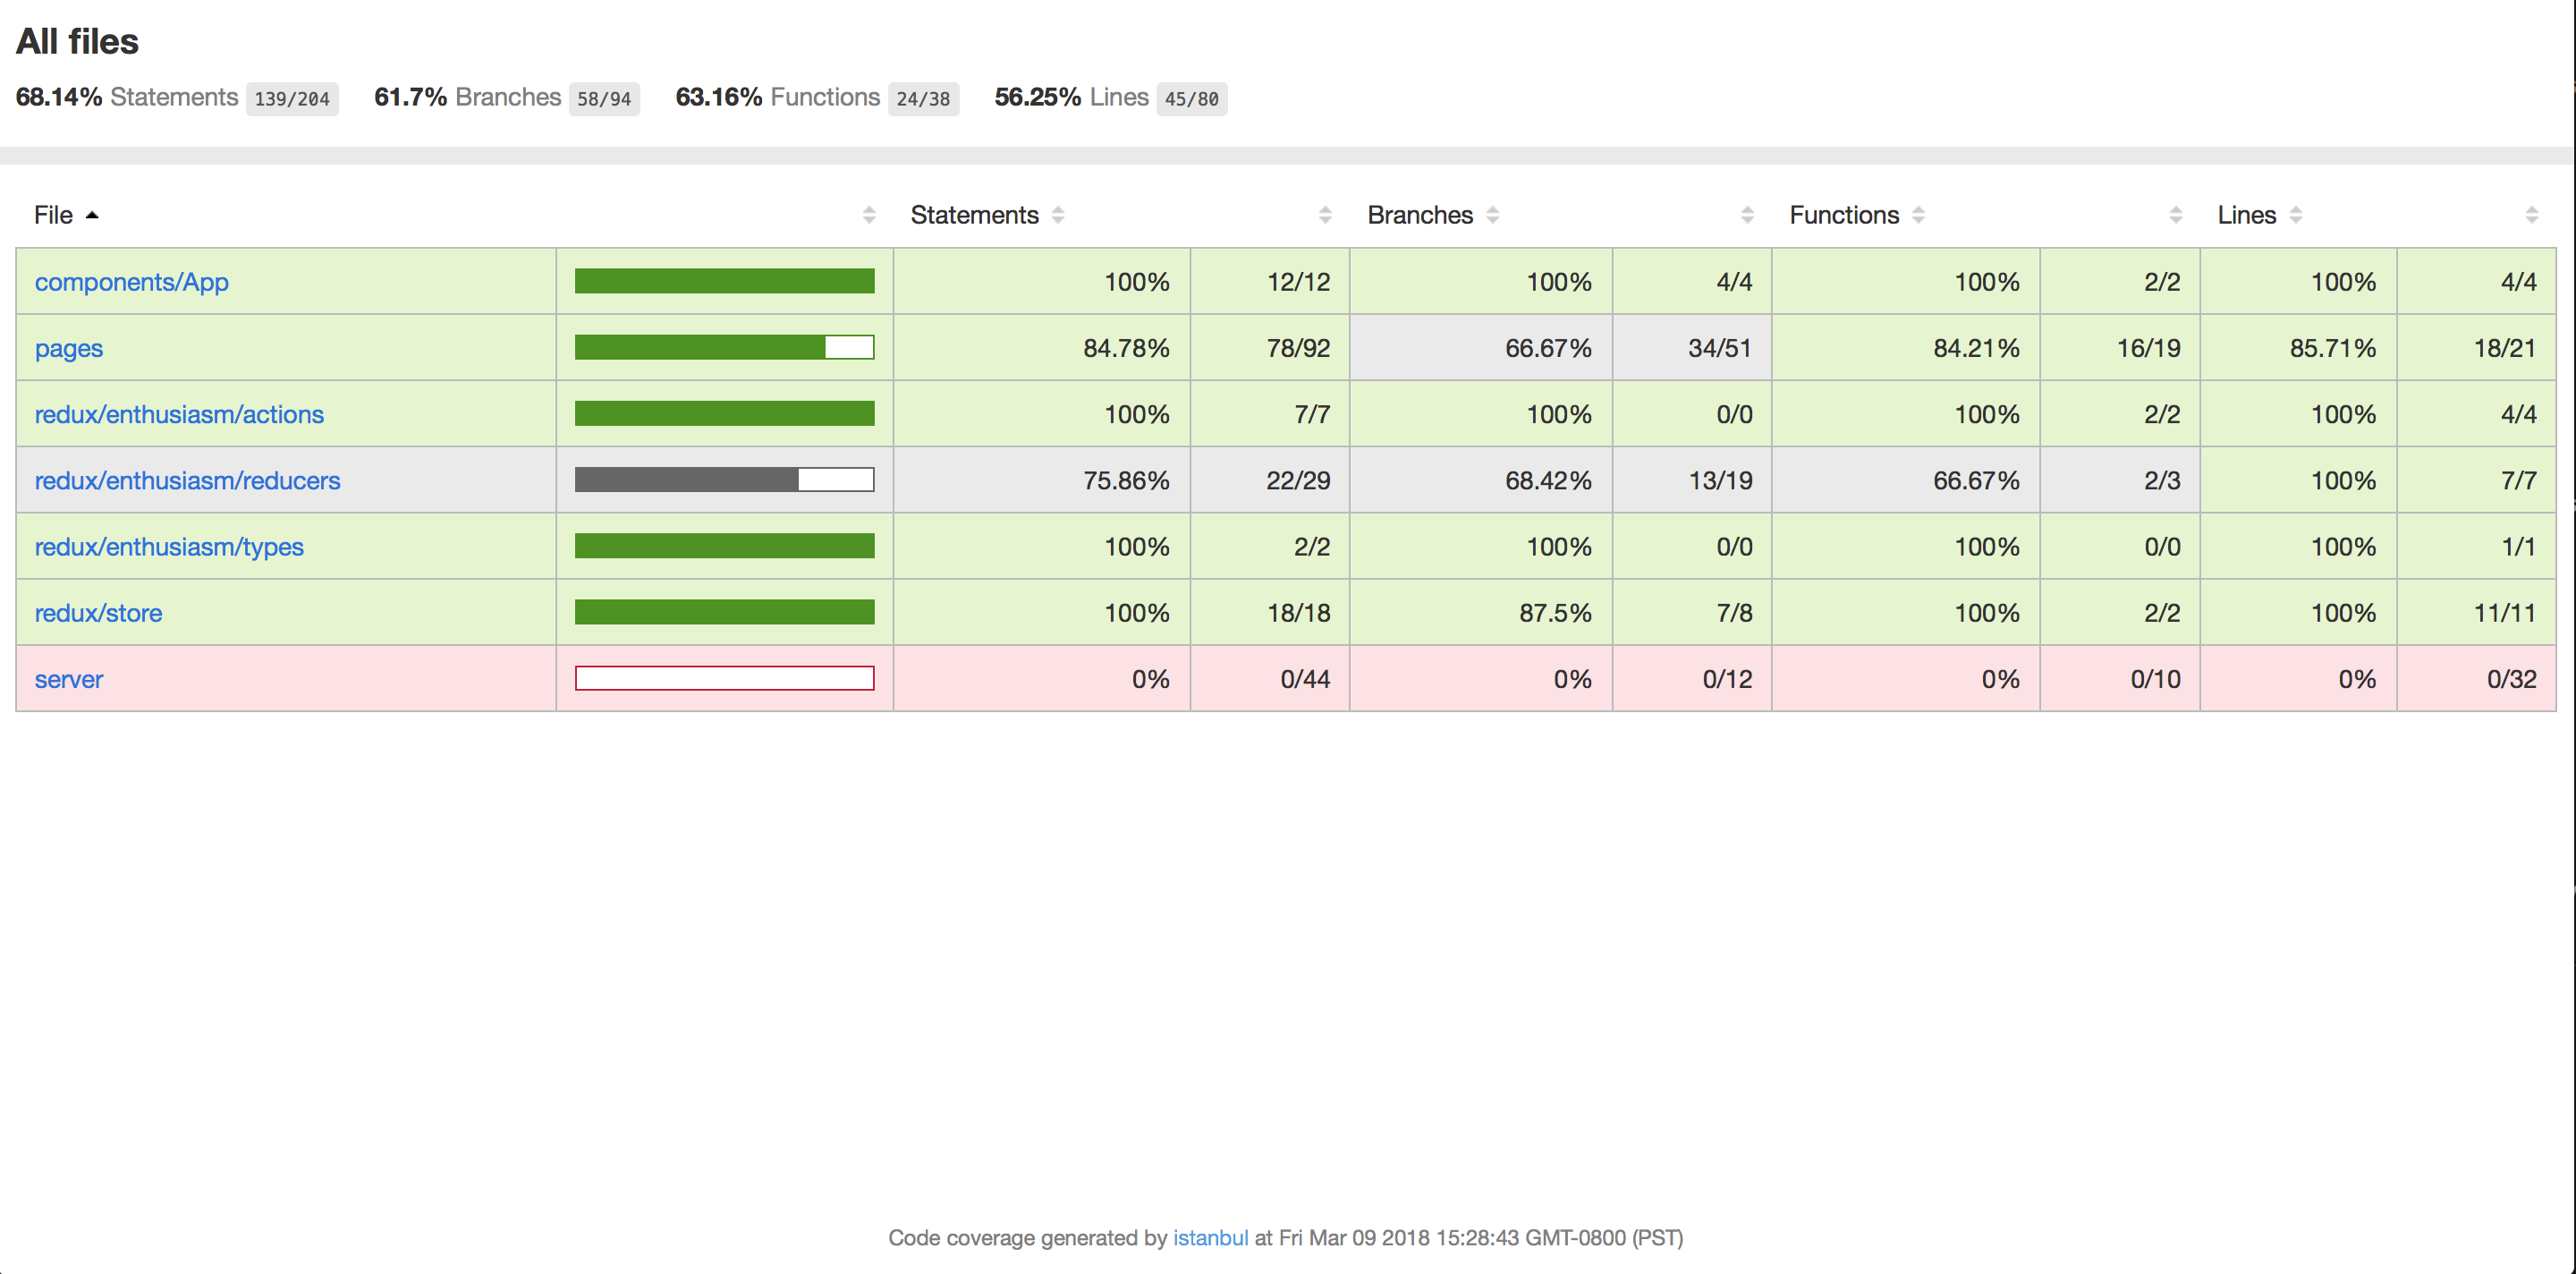 All files
68.14% Statements 139/204 61.7% Branches 58/94 63.16% Functions 24/38 56.25% Lines 45/80
File Statements Branches Functions Lines
components/App 100% 12/12 100% 4/4 100% 2/2 100% 4/4
pages 84.78% 78/92 66.67% 34/51 84.21% 16/19 85.71% 18/21
redux/enthusiasm/actions 100% 7/7 100% 0/0 100% 2/2 100% 4/4
redux/enthusiasm/reducers 75.86% 22/29 68.42% 13/19 66.67% 2/3 100% 7/7
redux/enthusiasm/types 100% 2/2 100% 0/0 100% 0/0 100% 1/1
redux/store 100% 18/18 87.5% 7/8 100% 2/2 100% 11/11
server 0% 0/44 0% 0/12 0% 0/10 0% 0/32
Code coverage generated by istanbul at Fri Mar 09 2018 15:28:43 GMT-0800 (PST)